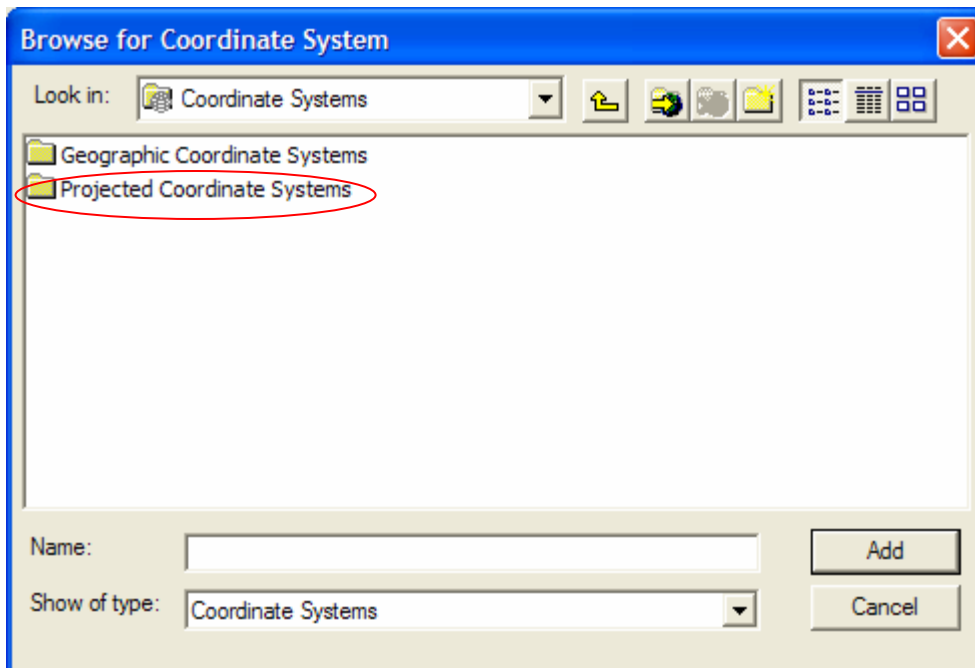 Browse for Coordinate System
Look in: Coordinate Systems
Geographic Coordinate Systems
Projected Coordinate Systems
Name: Add
Show of type: Coordinate Systems Cancel